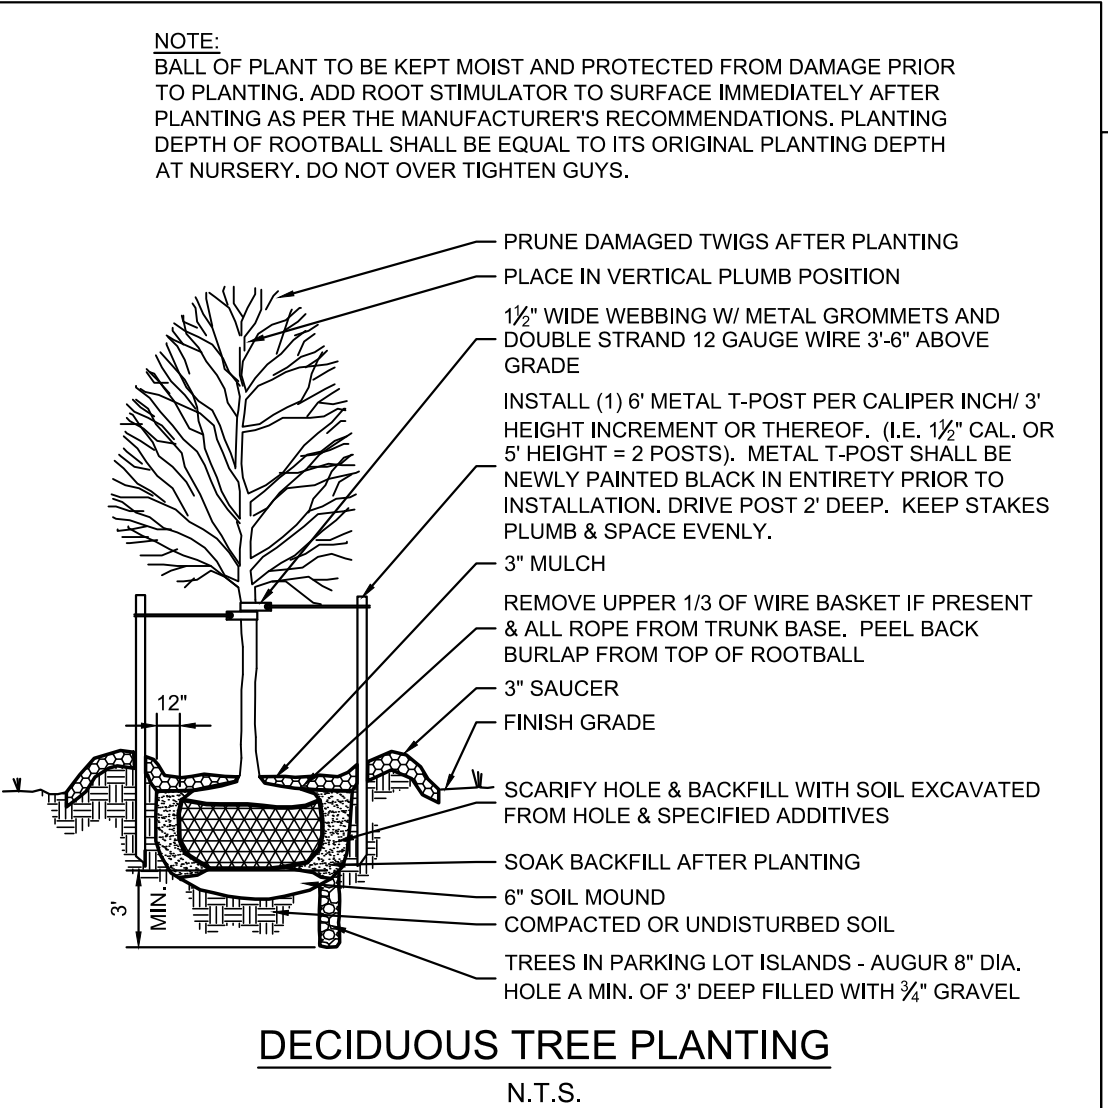 NOTE:
BALL OF PLANT TO BE KEPT MOIST AND PROTECTED FROM DAMAGE PRIOR
TO PLANTING. ADD ROOT STIMULATOR TO SURFACE IMMEDIATELY AFTER
PLANTING AS PER THE MANUFACTURER'S RECOMMENDATIONS. PLANTING
DEPTH OF ROOTBALL SHALL BE EQUAL TO ITS ORIGINAL PLANTING DEPTH
AT NURSERY. DO NOT OVER TIGHTEN GUYS.
PRUNE DAMAGED TWIGS AFTER PLANTING
PLACE IN VERTICAL PLUMB POSITION
1½" WIDE WEBBING W/ METAL GROMMETS AND
DOUBLE STRAND 12 GAUGE WIRE 3'-6" ABOVE
GRADE
INSTALL (1) 6' METAL T-POST PER CALIPER INCH/ 3'
HEIGHT INCREMENT OR THEREOF. (I.E. 1½" CAL. OR
5' HEIGHT = 2 POSTS). METAL T-POST SHALL BE
NEWLY PAINTED BLACK IN ENTIRETY PRIOR TO
INSTALLATION. DRIVE POST 2' DEEP. KEEP STAKES
PLUMB & SPACE EVENLY.
3" MULCH
REMOVE UPPER 1/3 OF WIRE BASKET IF PRESENT
& ALL ROPE FROM TRUNK BASE. PEEL BACK
BURLAP FROM TOP OF ROOTBALL
3" SAUCER
12"
FINISH GRADE
SCARIFY HOLE & BACKFILL WITH SOIL EXCAVATED
FROM HOLE & SPECIFIED ADDITIVES
SOAK BACKFILL AFTER PLANTING
6" SOIL MOUND
3'
MIN.
COMPACTED OR UNDISTURBED SOIL
TREES IN PARKING LOT ISLANDS - AUGUR 8" DIA.
HOLE A MIN. OF 3' DEEP FILLED WITH ¾" GRAVEL
DECIDUOUS TREE PLANTING
N.T.S.